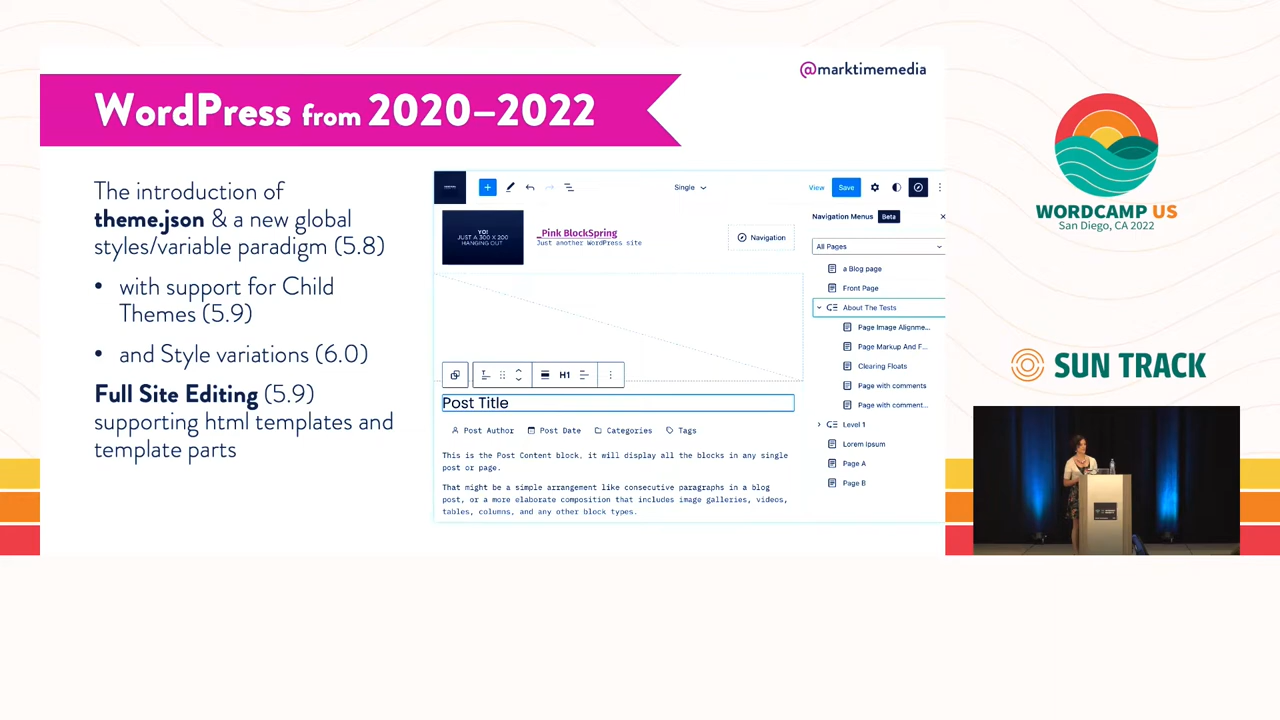 @marktimemedia
WordPress from 2020–2022
The introduction of
theme.json & a new global
styles/variable paradigm (5.8)
• with support for Child
Themes (5.9)
• and Style variations (6.0)
Full Site Editing (5.9)
supporting html templates and
template parts
Single
View
Save
YO!
JUST A 300 X 200
HANGING OUT
_Pink BlockSpring
Just another WordPress site
Navigation
H1
Post Title
Post Author
Post Date
Categories
Tags
This is the Post Content block, it will display all the blocks in any single
post or page.
That might be a simple arrangement like consecutive paragraphs in a blog
post, or a more elaborate composition that includes image galleries, videos,
tables, columns, and any other block types.
Navigation Menus Beta
All Pages
a Blog page
Front Page
About The Tests
Page Image Alignme...
Page Markup And F...
Clearing Floats
Page with comments
Page with comment...
Level 1
Lorem Ipsum
Page A
Page B
WORDCAMP US
San Diego, CA 2022
SUN TRACK